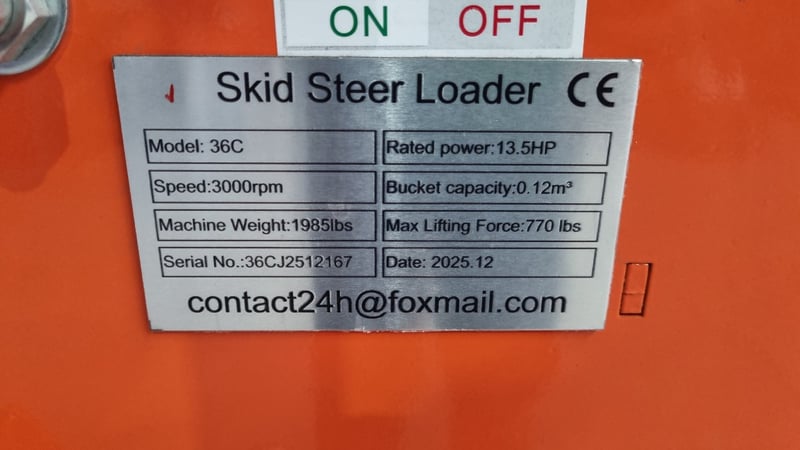 ON OFF
Skid Steer Loader CE
Model: 36C
Rated power:13.5HP
Speed:3000rpm
Bucket capacity:0.12m³
Machine Weight:1985lbs
Max Lifting Force:770 lbs
Serial No.:36CJ2512167
Date: 2025.12
contact24h@foxmail.com